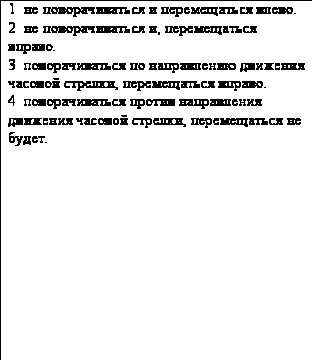 1 не поворачиваться и перемещаться влево.
2 не поворачиваться и, перемещаться
вправо.
3 поворачиваться по направлению движения
часовой стрелки, перемещаться вправо.
4 поворачиваться против направления
движения часовой стрелки, перемещаться не
будет.